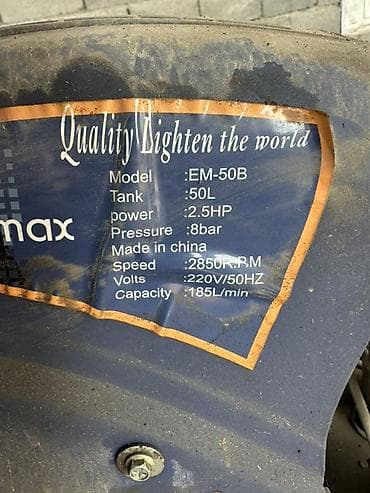 Quality Lighten the world
Model :EM-50B
Tank :50L
power :2.5HP
max
Pressure :8bar
Made in china
Speed :2850R.P.M
Volts :220V/50HZ
Capacity :185L/min